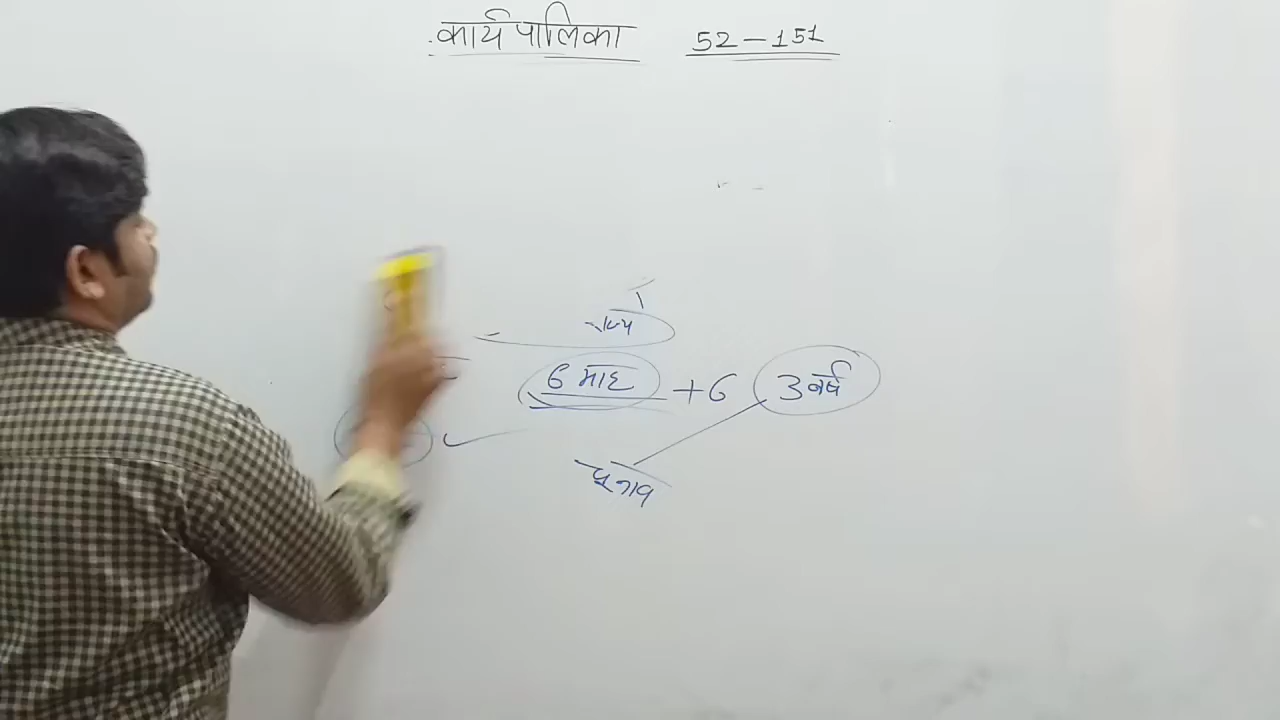 कार्यपालिका 52 - 151
6 माह + 6 3 वर्ष
चुनाव